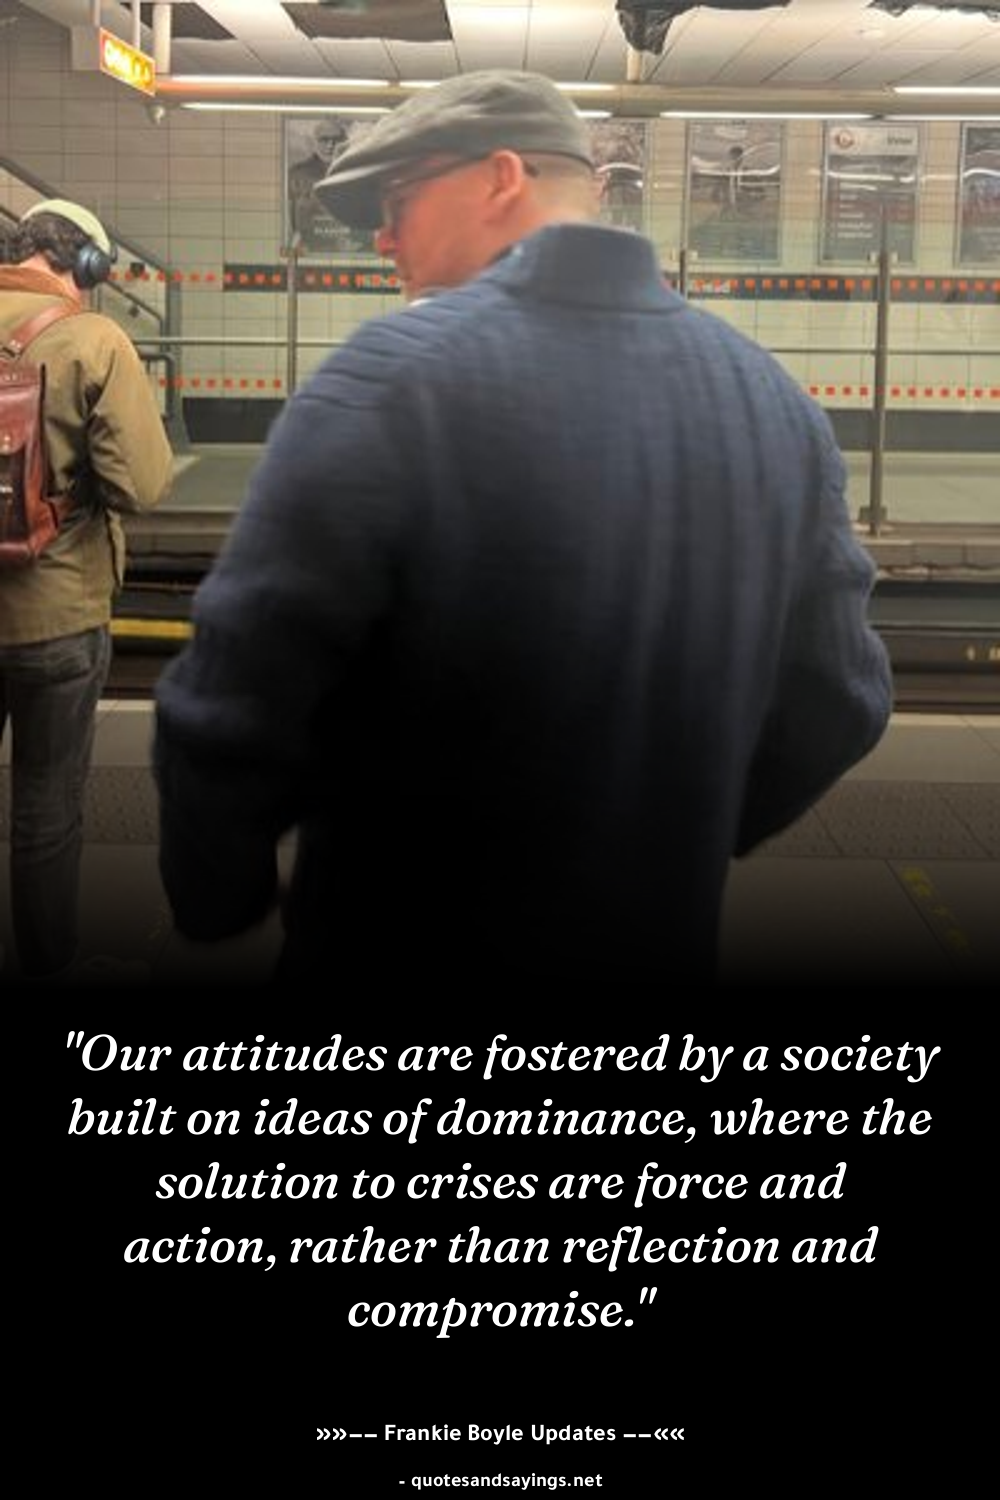 "Our attitudes are fostered by a society
built on ideas of dominance, where the
solution to crises are force and
action, rather than reflection and
compromise."
»»–– Frankie Boyle Updates ––««
- quotesandsayings.net